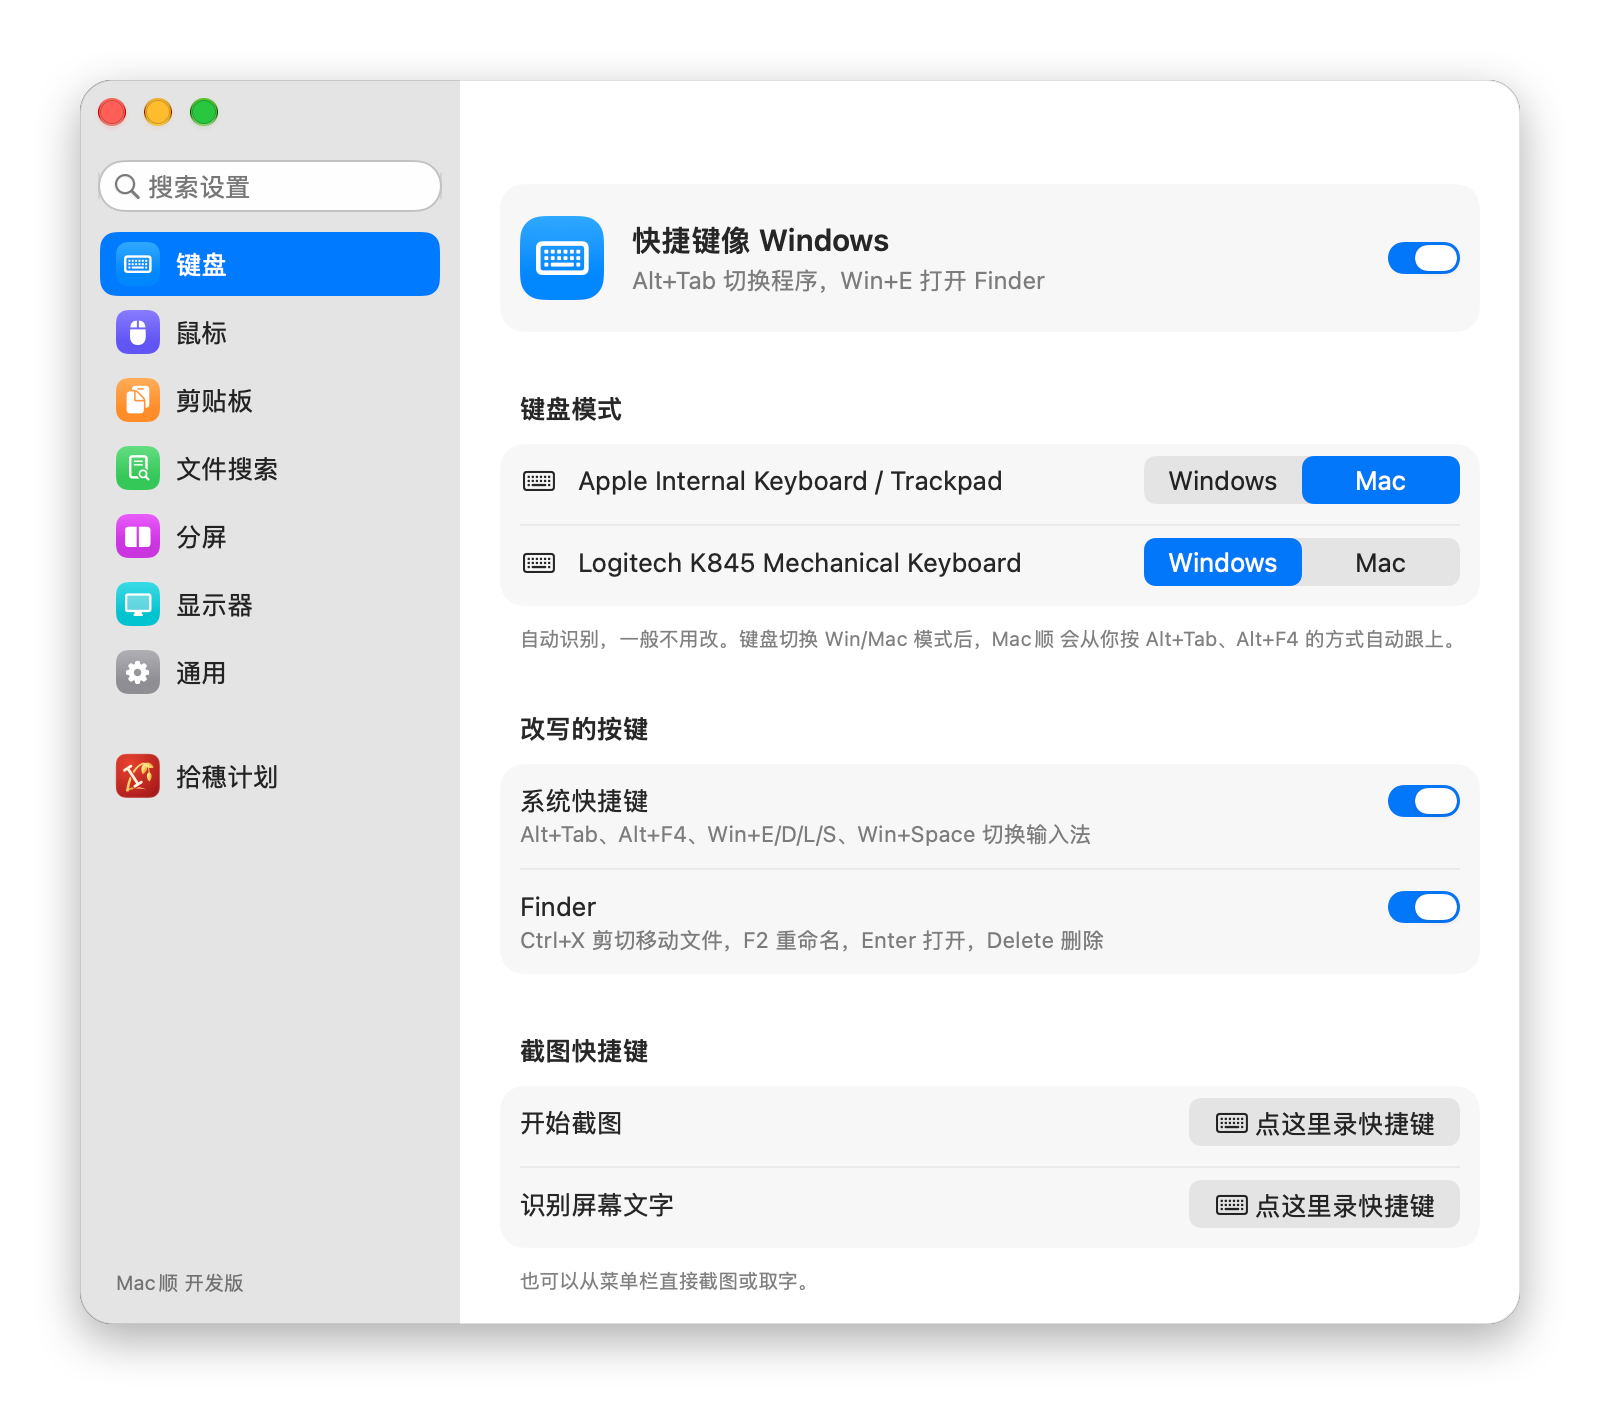 搜索设置
键盘
鼠标
剪贴板
文件搜索
分屏
显示器
通用
拾穗计划
Mac顺 开发版
快捷键像 Windows
Alt+Tab 切换程序，Win+E 打开 Finder
键盘模式
Apple Internal Keyboard / Trackpad Windows Mac
Logitech K845 Mechanical Keyboard Windows Mac
自动识别，一般不用改。键盘切换 Win/Mac 模式后，Mac顺 会从你按 Alt+Tab、Alt+F4 的方式自动跟上。
改写的按键
系统快捷键
Alt+Tab、Alt+F4、Win+E/D/L/S、Win+Space 切换输入法
Finder
Ctrl+X 剪切移动文件，F2 重命名，Enter 打开，Delete 删除
截图快捷键
开始截图 点这里录快捷键
识别屏幕文字 点这里录快捷键
也可以从菜单栏直接截图或取字。